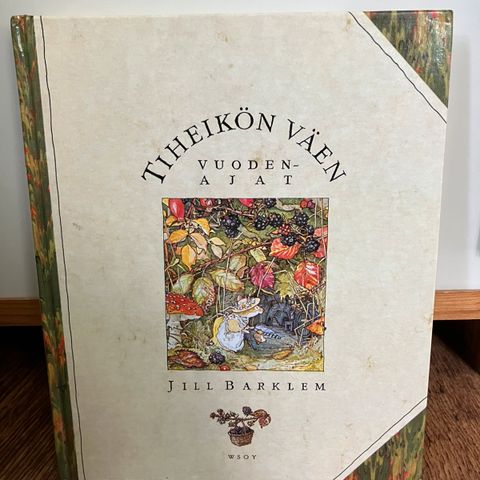 TIHEIKÖN VÄEN
VUODEN-
AJAT
JILL BARKLEM
WSOY